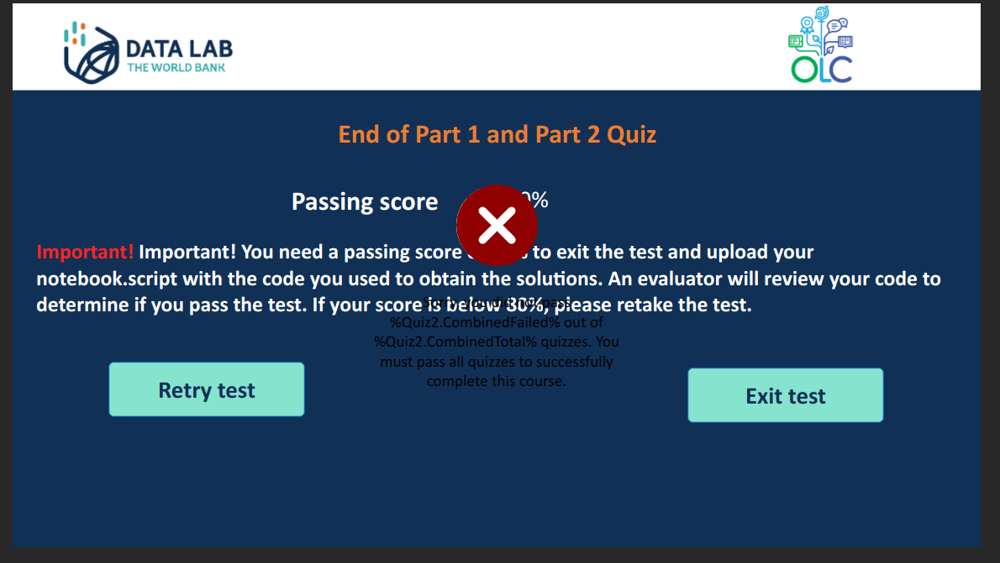 DATA LAB
THE WORLD BANK
OLC
End of Part 1 and Part 2 Quiz
Passing score 0%
Important! Important! You need a passing score to exit the test and upload your
notebook.script with the code you used to obtain the solutions. An evaluator will review your code to
determine if you pass the test. If your score is below 80%, please retake the test.
Sorry, you did not pass
%Quiz2.CombinedFailed% out of
%Quiz2.CombinedTotal% quizzes. You
must pass all quizzes to successfully
complete this course.
Retry test
Exit test